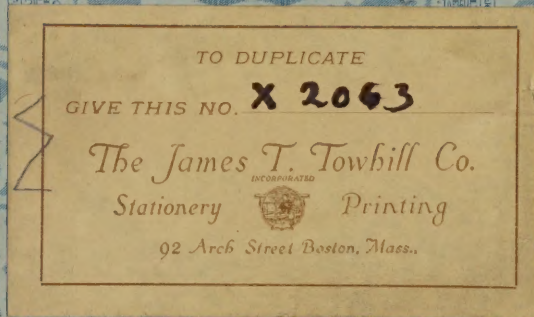 TO DUPLICATE
GIVE THIS NO. X 2063
The James T. Towhill Co.
INCORPORATED
Stationery Printing
92 Arch Street Boston, Mass.,